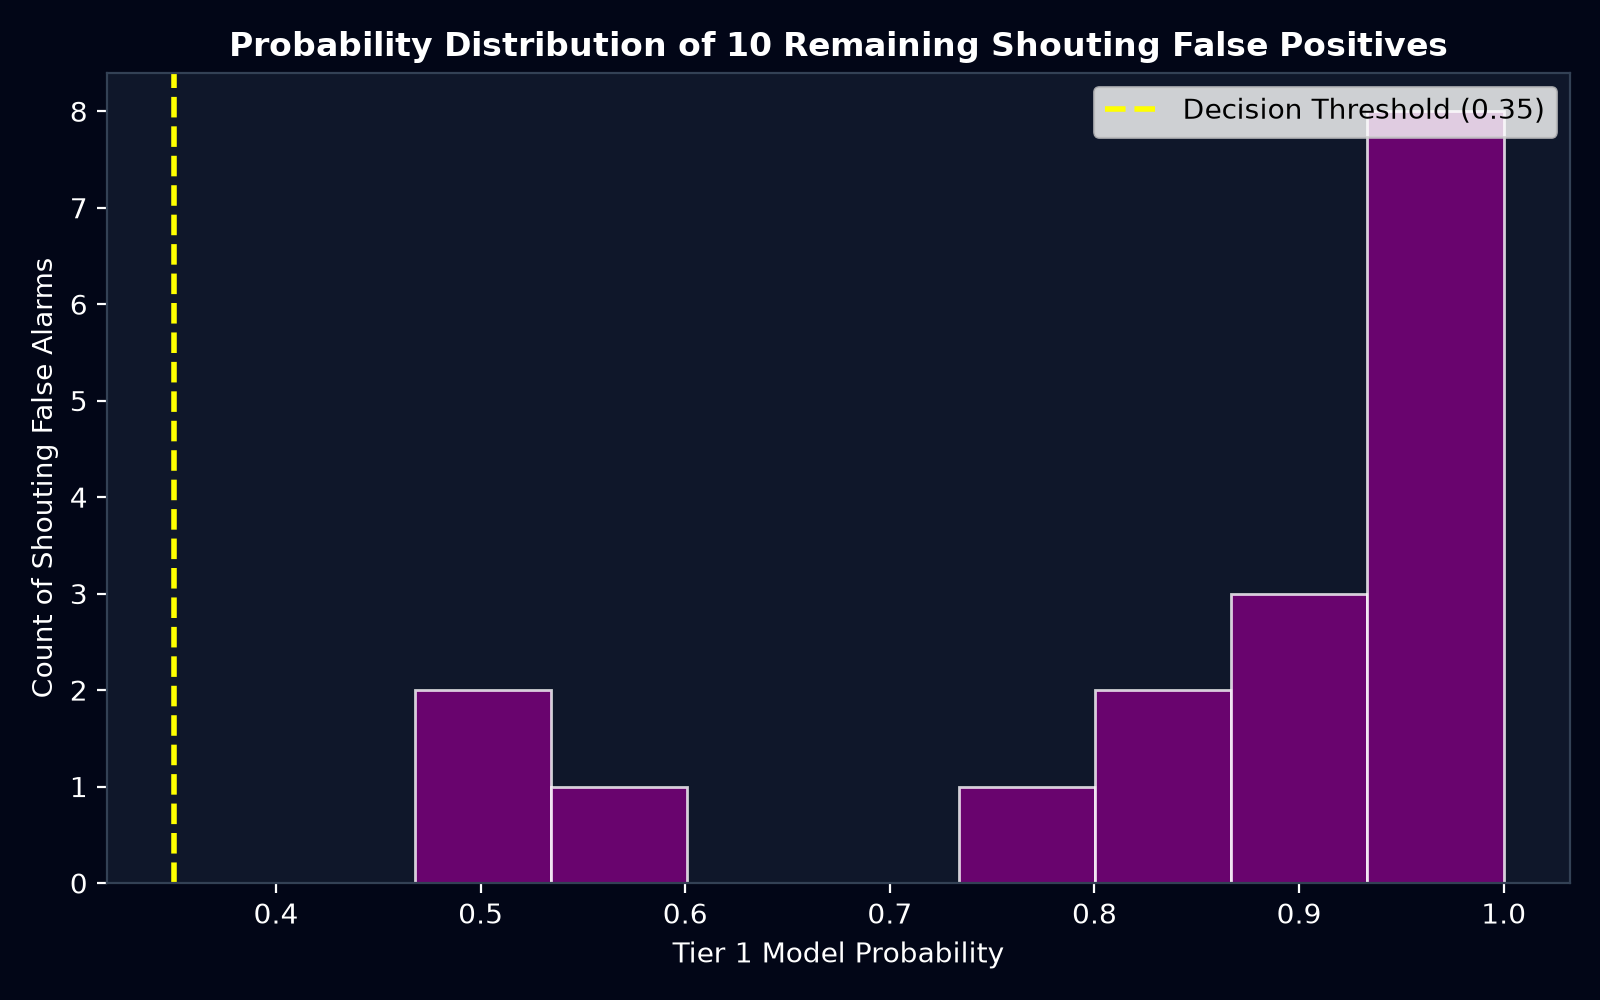 Probability Distribution of 10 Remaining Shouting False Positives
Decision Threshold (0.35)
Count of Shouting False Alarms
8
7
6
5
4
3
2
1
0
0.4 0.5 0.6 0.7 0.8 0.9 1.0
Tier 1 Model Probability